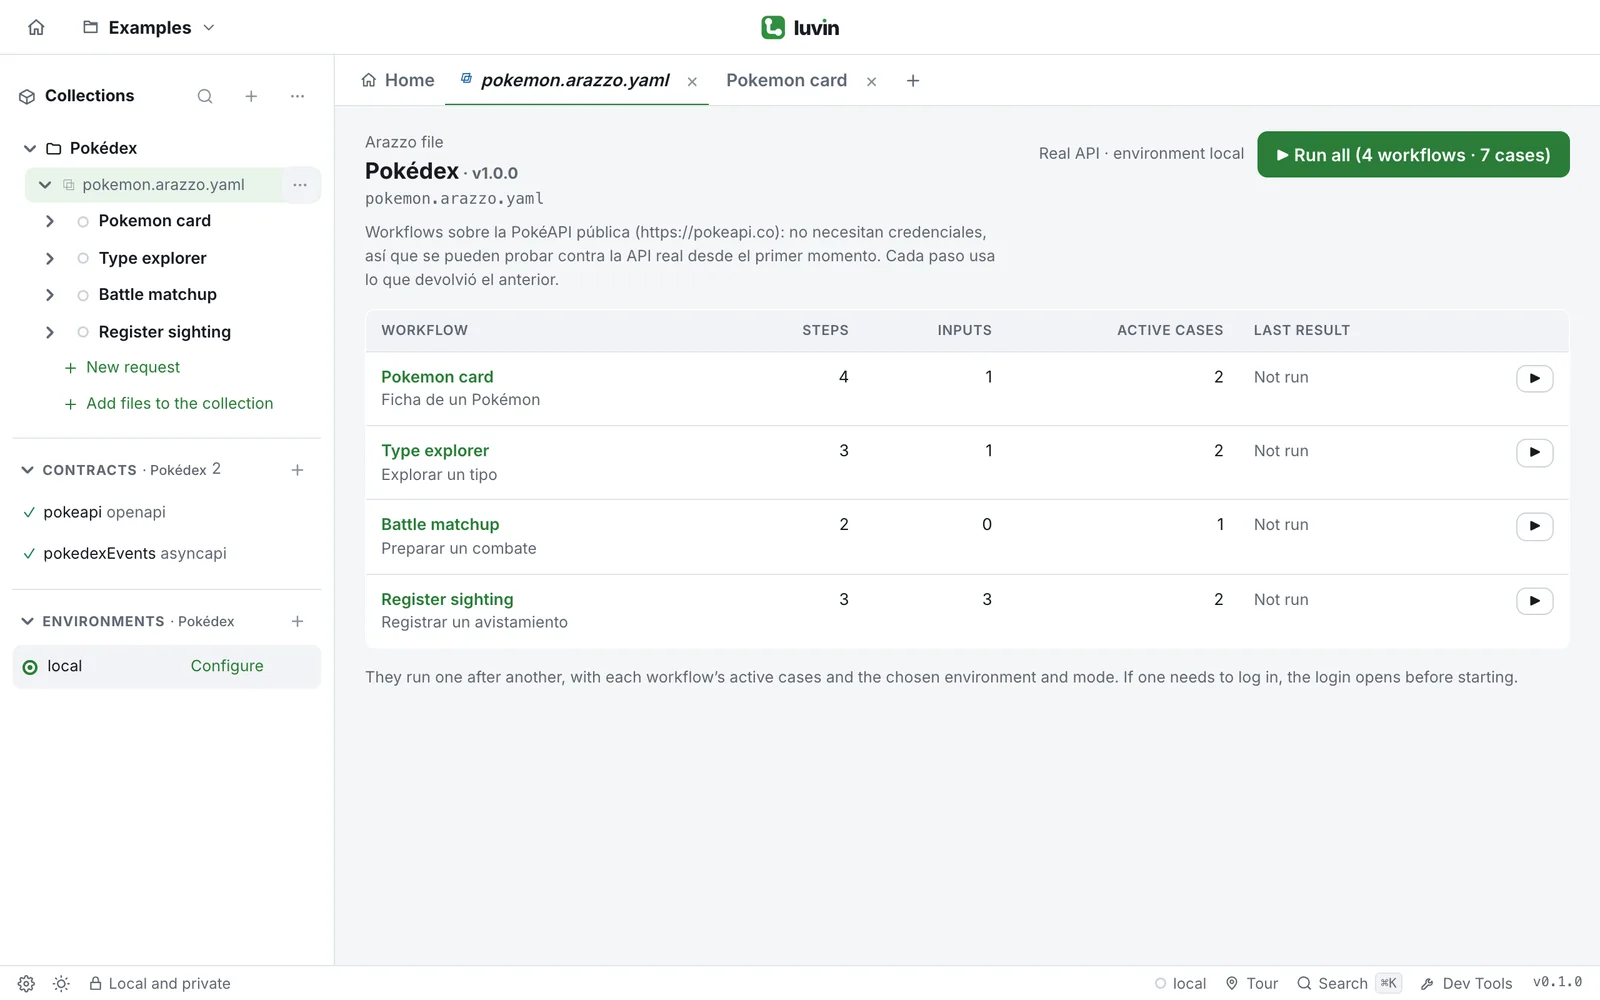 Examples
luvin
Collections
Pokédex
pokemon.arazzo.yaml
Pokemon card
Type explorer
Battle matchup
Register sighting
+ New request
+ Add files to the collection
CONTRACTS · Pokédex 2
pokeapi openapi
pokedexEvents asyncapi
ENVIRONMENTS · Pokédex
local Configure
Home pokemon.arazzo.yaml Pokemon card
Arazzo file
Pokédex · v1.0.0
pokemon.arazzo.yaml
Real API · environment local
Run all (4 workflows · 7 cases)
Workflows sobre la PokéAPI pública (https://pokeapi.co): no necesitan credenciales,
así que se pueden probar contra la API real desde el primer momento. Cada paso usa
lo que devolvió el anterior.
WORKFLOW STEPS INPUTS ACTIVE CASES LAST RESULT
Pokemon card 4 1 2 Not run
Ficha de un Pokémon
Type explorer 3 1 2 Not run
Explorar un tipo
Battle matchup 2 0 1 Not run
Preparar un combate
Register sighting 3 3 2 Not run
Registrar un avistamiento
They run one after another, with each workflow's active cases and the chosen environment and mode. If one needs to log in, the login opens before starting.
Local and private
local Tour Search ⌘K Dev Tools v0.1.0